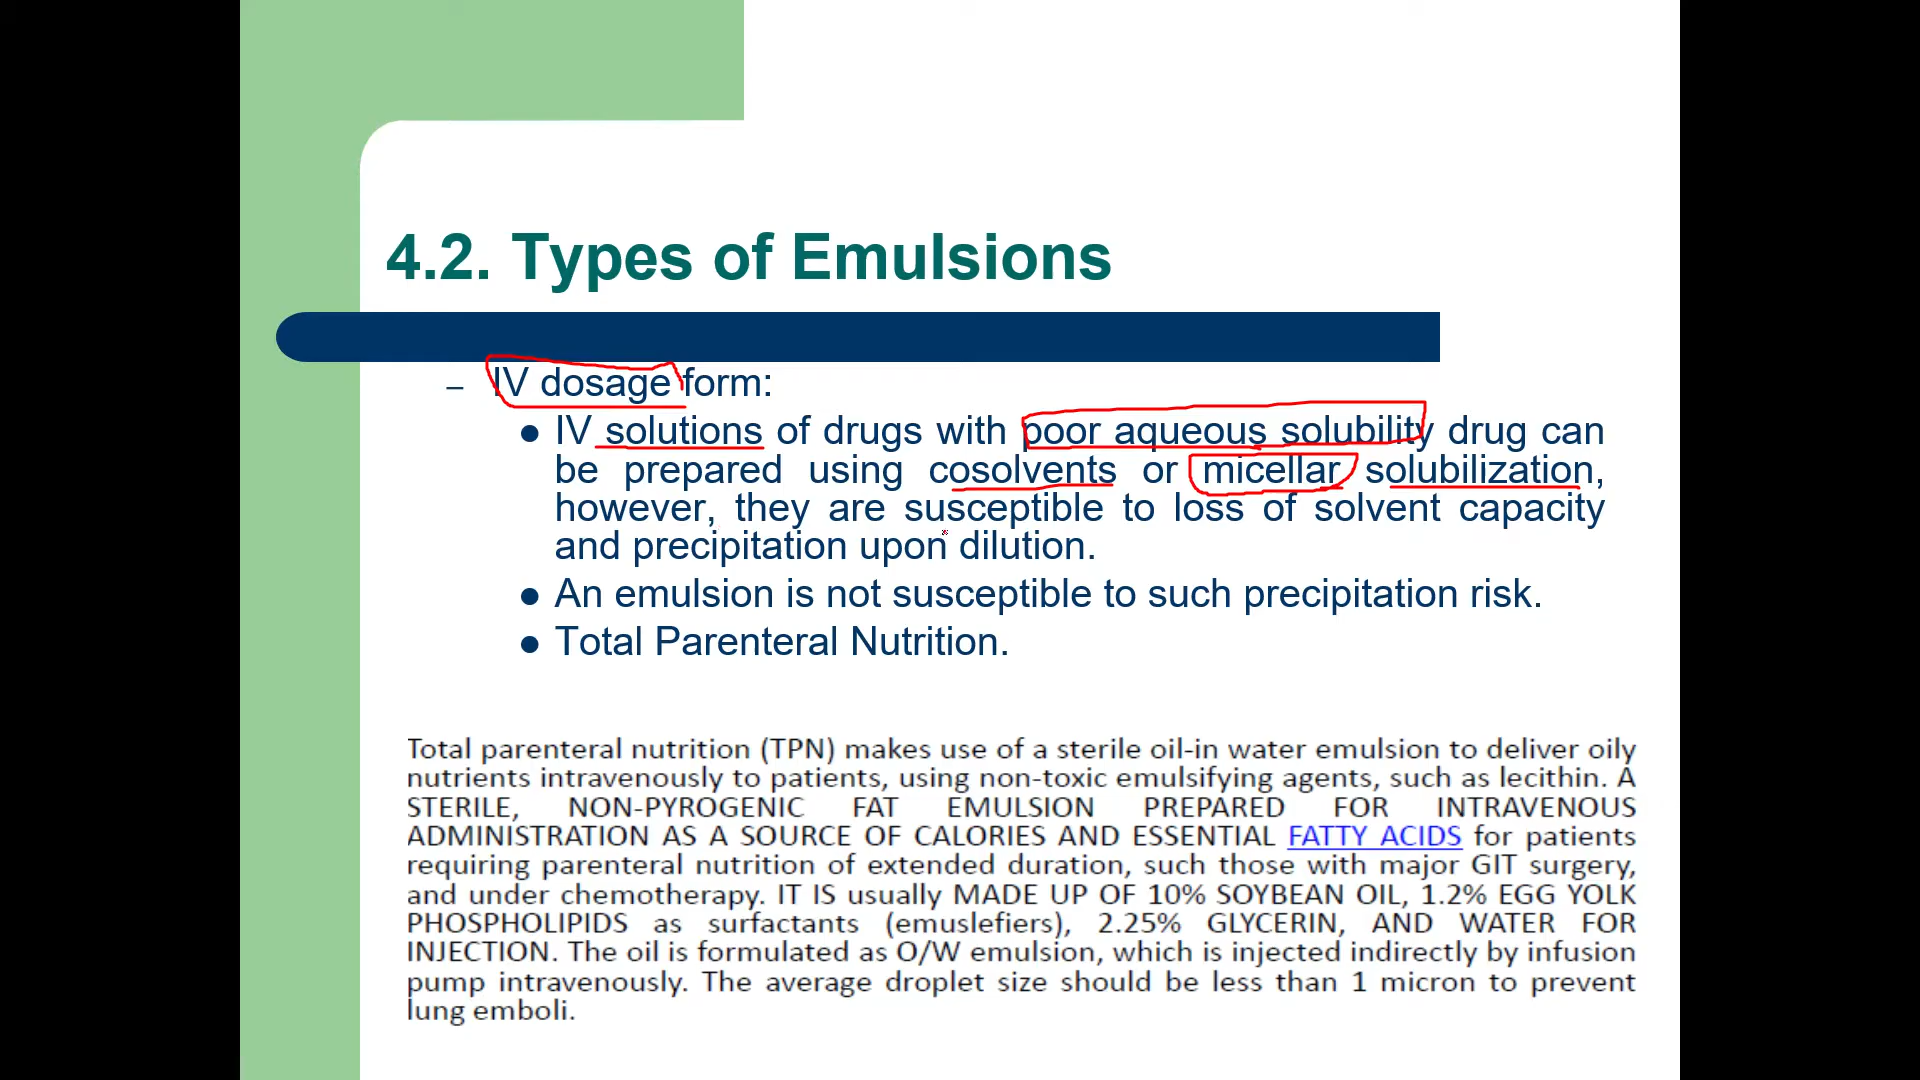 4.2. Types of Emulsions
– IV dosage form:
● IV solutions of drugs with poor aqueous solubility drug can
be prepared using cosolvents or micellar solubilization,
however, they are susceptible to loss of solvent capacity
and precipitation upon dilution.
● An emulsion is not susceptible to such precipitation risk.
● Total Parenteral Nutrition.
Total parenteral nutrition (TPN) makes use of a sterile oil-in water emulsion to deliver oily
nutrients intravenously to patients, using non-toxic emulsifying agents, such as lecithin. A
STERILE, NON-PYROGENIC FAT EMULSION PREPARED FOR INTRAVENOUS
ADMINISTRATION AS A SOURCE OF CALORIES AND ESSENTIAL FATTY ACIDS for patients
requiring parenteral nutrition of extended duration, such those with major GIT surgery,
and under chemotherapy. IT IS usually MADE UP OF 10% SOYBEAN OIL, 1.2% EGG YOLK
PHOSPHOLIPIDS as surfactants (emuslefiers), 2.25% GLYCERIN, AND WATER FOR
INJECTION. The oil is formulated as O/W emulsion, which is injected indirectly by infusion
pump intravenously. The average droplet size should be less than 1 micron to prevent
lung emboli.